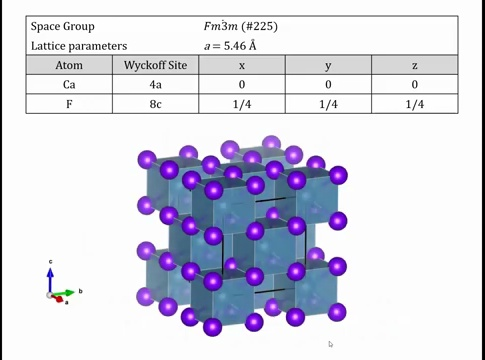 Space Group Fm3̅m (#225)
Lattice parameters a = 5.46 Å
Atom Wyckoff Site x y z
Ca 4a 0 0 0
F 8c 1/4 1/4 1/4
c
b
a